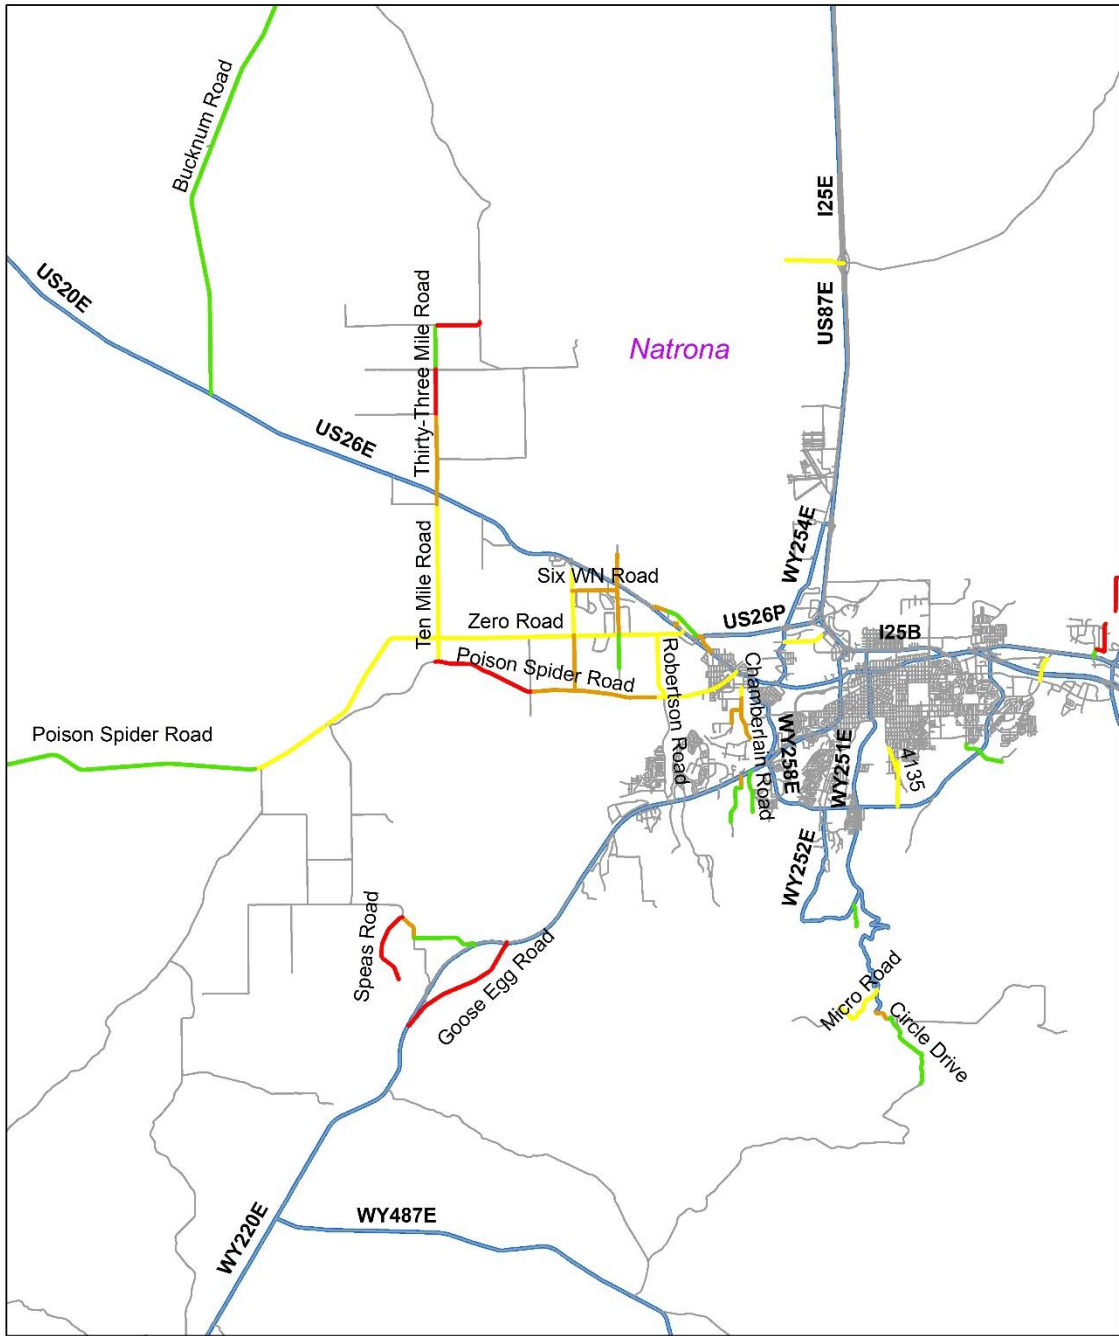 Bucknum Road
I25E
US20E
US87E
Thirty-Three Mile Road
Natrona
US26E
WY254E
Ten Mile Road
Six WN Road
Zero Road
US26P
I25B
Poison Spider Road
Robertson Road
Chamberlain Road
Poison Spider Road
WY258E
WY251E
A135
WY252E
Speas Road
Goose Egg Road
Micro Road
Circle Drive
WY220E
WY487E